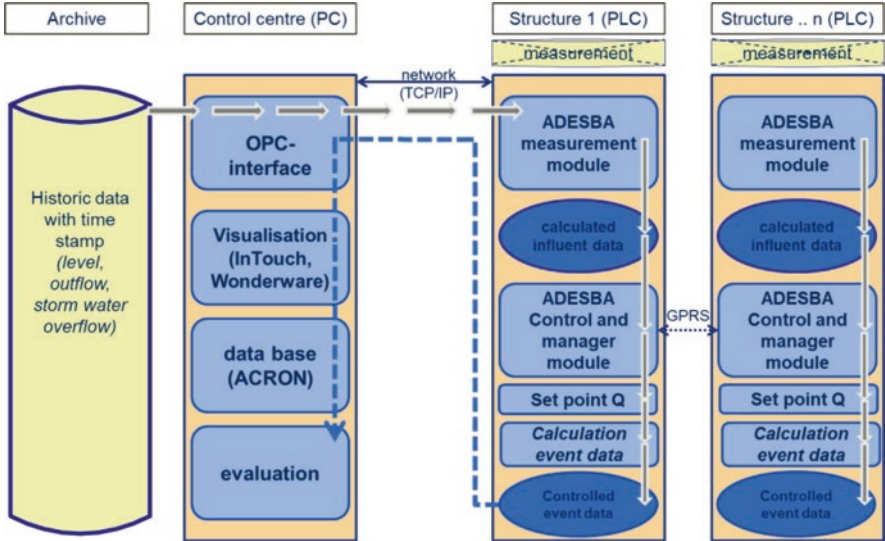 Archive
Control centre (PC)
Structure 1 (PLC)
Structure .. n (PLC)
measurement
measurement
network
(TCP/IP)
Historic data
with time
stamp
(level,
outflow,
storm water
overflow)
OPC-
interface
Visualisation
(InTouch,
Wonderware)
data base
(ACRON)
evaluation
ADESBA
measurement
module
calculated
influent data
ADESBA
Control and
manager
module
Set point Q
Calculation
event data
Controlled
event data
GPRS
ADESBA
measurement
module
calculated
influent data
ADESBA
Control and
manager
module
Set point Q
Calculation
event data
Controlled
event data